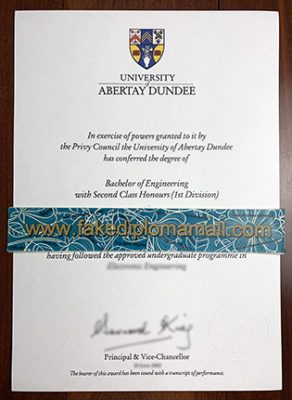 UNIVERSITY
of
ABERTAY DUNDEE
In exercise of powers granted to it by
the Privy Council the University of Abertay Dundee
has conferred the degree of
Bachelor of Engineering
with Second Class Honours (1st Division)
www.fakediplomamall.com
having followed the approved undergraduate programme in
Electronic Engineering
Principal & Vice-Chancellor
The bearer of this award has been issued with a transcript of performance.